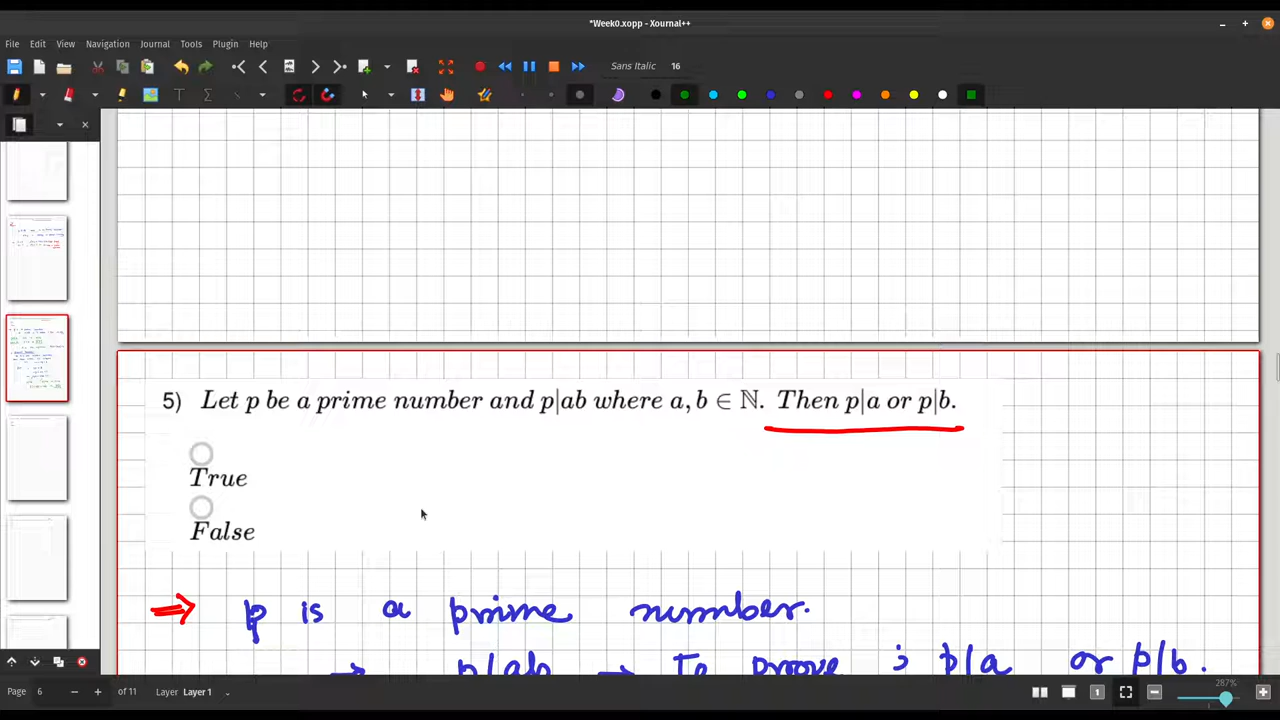 *Week0.xopp - Xournal++
File Edit View Navigation Journal Tools Plugin Help
Sans Italic 16
5) Let p be a prime number and p|ab where a, b ∈ ℕ. Then p|a or p|b.
True
False
⇒ p is a prime number.
→ p/ab → To prove : p/a or p/b.
Page 6 of 11 Layer Layer 1
287%